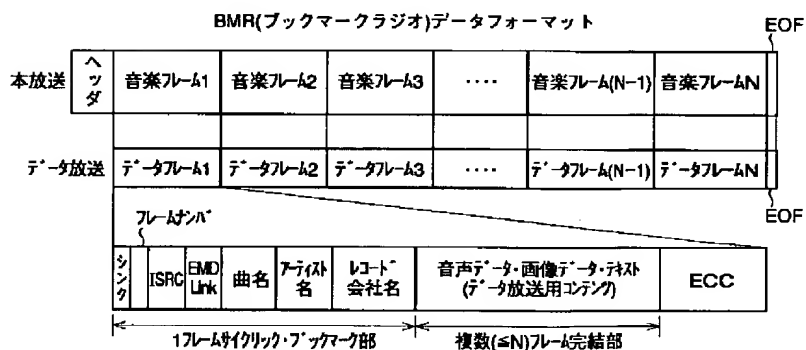 BMR(ブックマークラジオ)データフォーマット
EOF
本放送 ヘッダ 音楽フレーム1 音楽フレーム2 音楽フレーム3 ‥‥ 音楽フレーム(N-1) 音楽フレームN
データ放送 データフレーム1 データフレーム2 データフレーム3 ‥‥ データフレーム(N-1) データフレームN
EOF
フレームナンバ
シンク ISRC EMD Link 曲名 アーティスト名 レコード会社名 音声データ・画像データ・テキスト (データ放送用コンテンツ) ECC
1フレームサイクリック・ブックマーク部 複数(≦N)フレーム完結部